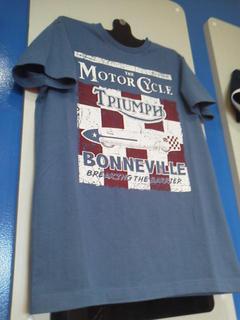 THE
MOTOR CYCLE
TRIUMPH
BONNEVILLE
BREAKING THE BARRIER